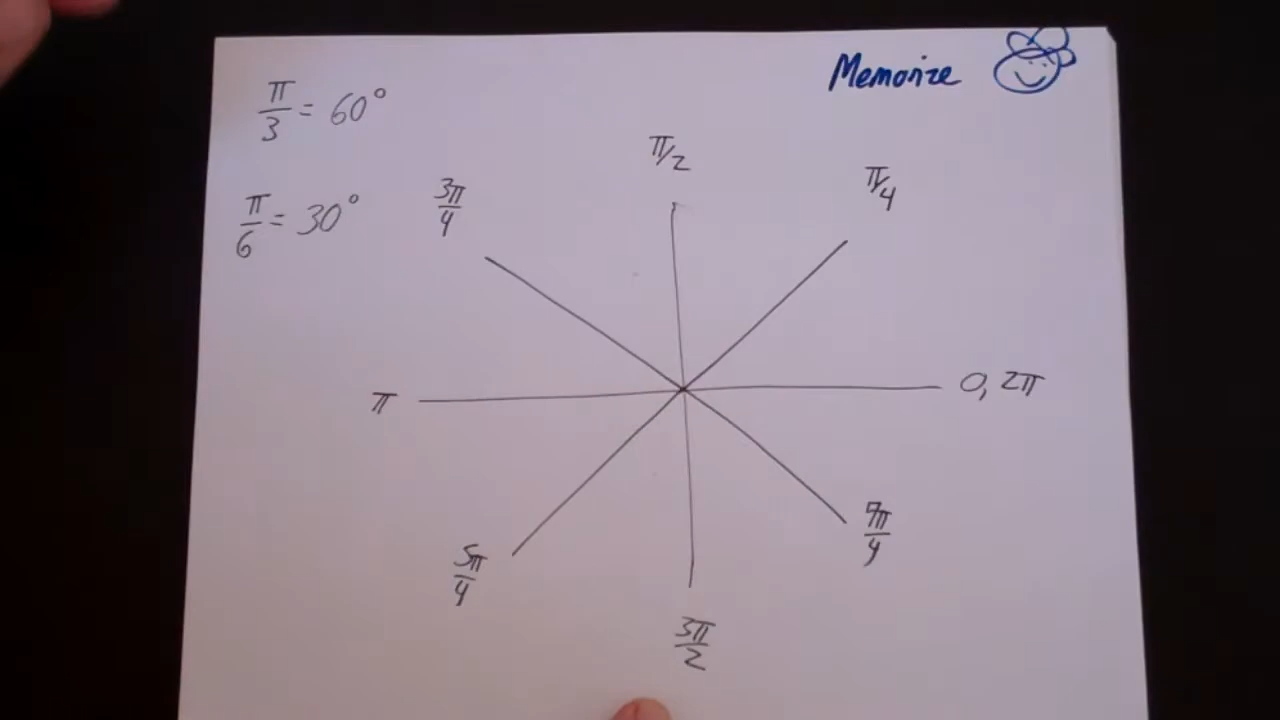 Memorize
π/3 = 60°
π/2
π/4
3π/4
π/6 = 30°
0, 2π
π
7π/4
5π/4
3π/2